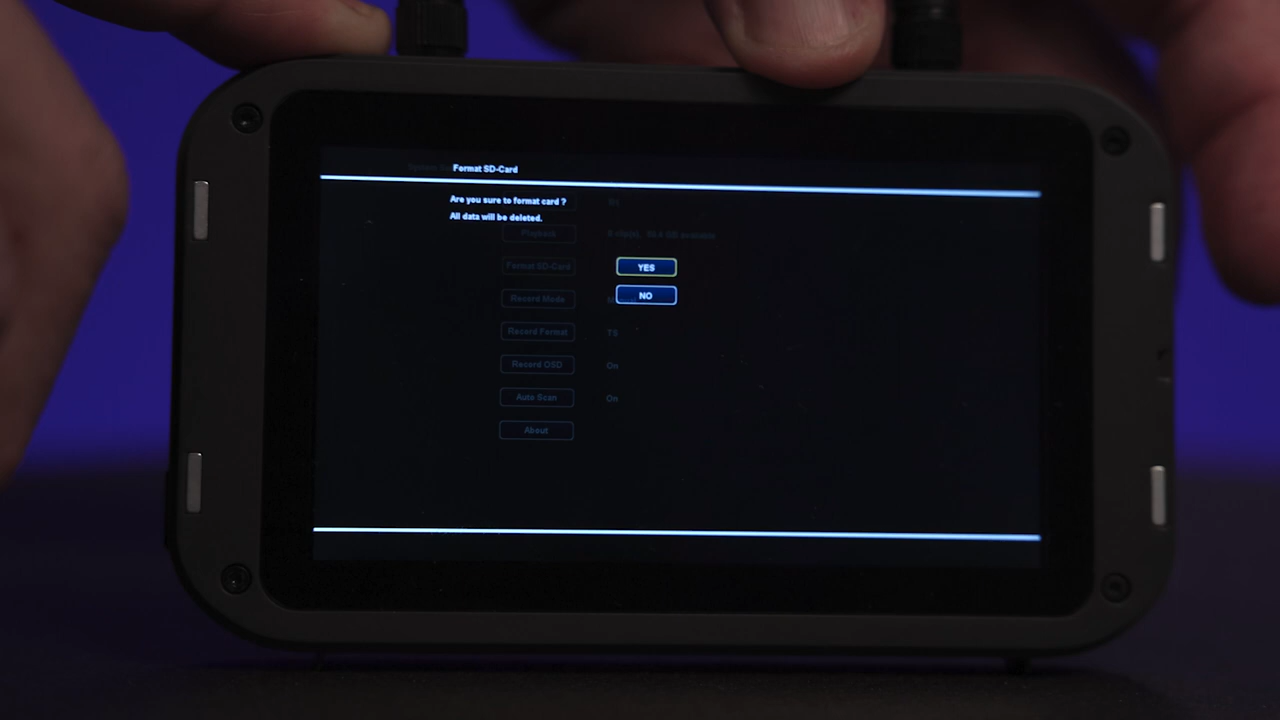 Format SD-Card
Are you sure to format card ?
All data will be deleted.
Playback
Format SD-Card
YES
NO
Record Mode
Record Format TS
Record OSD On
Auto Scan On
About